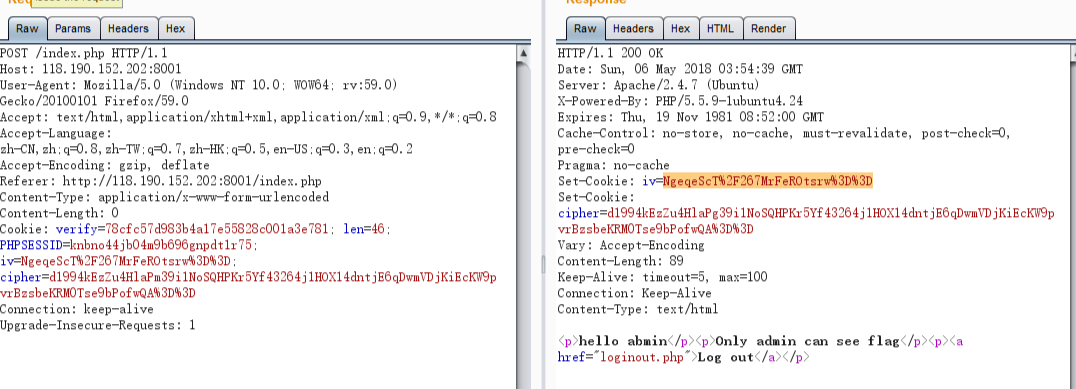 Response
Raw Params Headers Hex
POST /index.php HTTP/1.1
Host: 118.190.152.202:8001
User-Agent: Mozilla/5.0 (Windows NT 10.0; WOW64; rv:59.0)
Gecko/20100101 Firefox/59.0
Accept: text/html,application/xhtml+xml,application/xml;q=0.9,*/*;q=0.8
Accept-Language:
zh-CN,zh;q=0.8,zh-TW;q=0.7,zh-HK;q=0.5,en-US;q=0.3,en;q=0.2
Accept-Encoding: gzip, deflate
Referer: http://118.190.152.202:8001/index.php
Content-Type: application/x-www-form-urlencoded
Content-Length: 0
Cookie: verify=78cfc57d983b4a17e55828c001a3e781; len=46;
PHPSESSID=knbno44jb04m9b696gnpdt1r75;
iv=NgeqeScT%2F267MrFeROtsrw%3D%3D;
cipher=d1994kEzZu4HlaPm39i1NoSQHPKr5Yf43264j1HOX14dntjE6qDwmVDjKiEcKW9p
vrBzsbeKRMOTse9bPofwQA%3D%3D
Connection: keep-alive
Upgrade-Insecure-Requests: 1
Raw Headers Hex HTML Render
HTTP/1.1 200 OK
Date: Sun, 06 May 2018 03:54:39 GMT
Server: Apache/2.4.7 (Ubuntu)
X-Powered-By: PHP/5.5.9-1ubuntu4.24
Expires: Thu, 19 Nov 1981 08:52:00 GMT
Cache-Control: no-store, no-cache, must-revalidate, post-check=0,
pre-check=0
Pragma: no-cache
Set-Cookie: iv=NgeqeScT%2F267MrFeROtsrw%3D%3D
Set-Cookie:
cipher=d1994kEzZu4HlaPg39i1NoSQHPKr5Yf43264j1HOX14dntjE6qDwmVDjKiEcKW9p
vrBzsbeKRMOTse9bPofwQA%3D%3D
Vary: Accept-Encoding
Content-Length: 89
Keep-Alive: timeout=5, max=100
Connection: Keep-Alive
Content-Type: text/html
<p>hello abmin</p><p>Only admin can see flag</p><p><a
href="loginout.php">Log out</a></p>